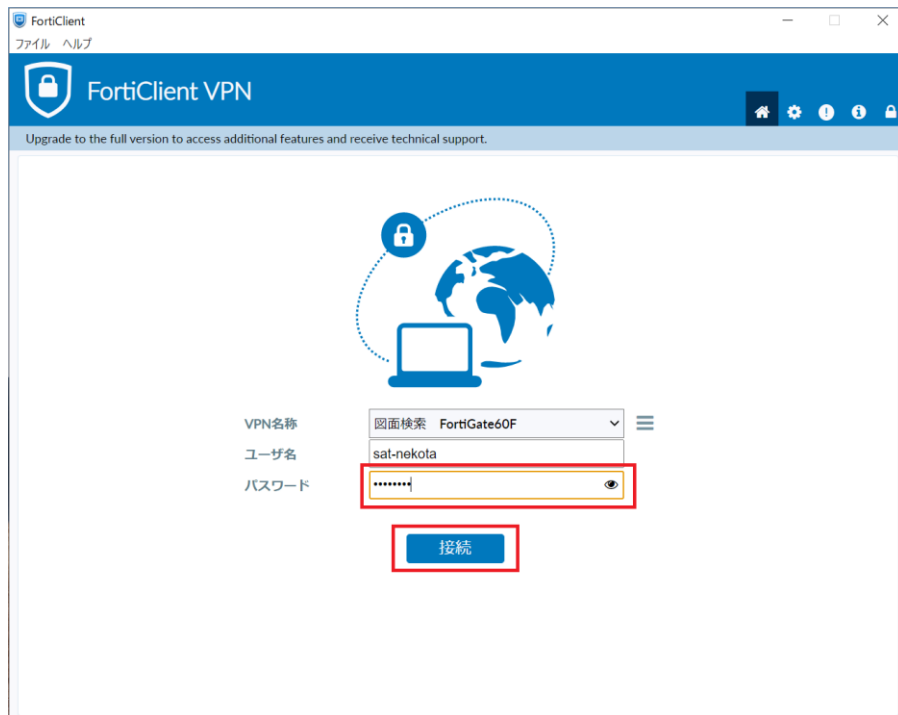 FortiClient
ファイル ヘルプ
FortiClient VPN
Upgrade to the full version to access additional features and receive technical support.
VPN名称 図面検索 FortiGate60F
ユーザ名 sat-nekota
パスワード ••••••••
接続